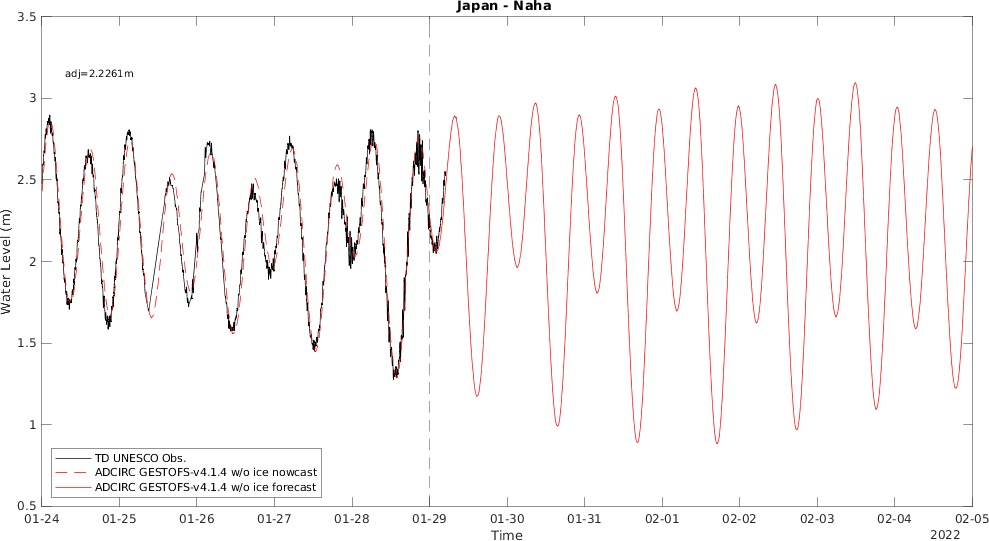 Japan - Naha
3.5
3
2.5
2
1.5
1
0.5
Water Level (m)
adj=2.2261m
TD UNESCO Obs.
ADCIRC GESTOFS-v4.1.4 w/o ice nowcast
ADCIRC GESTOFS-v4.1.4 w/o ice forecast
01-24 01-25 01-26 01-27 01-28 01-29 01-30 01-31 02-01 02-02 02-03 02-04 02-05
Time
2022